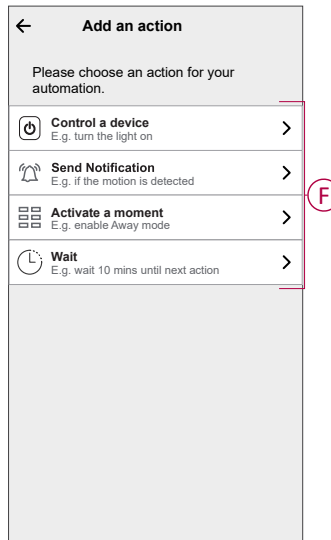 Add an action
Please choose an action for your
automation.
Control a device
E.g. turn the light on
Send Notification
E.g. if the motion is detected
Activate a moment
E.g. enable Away mode
Wait
E.g. wait 10 mins until next action
F